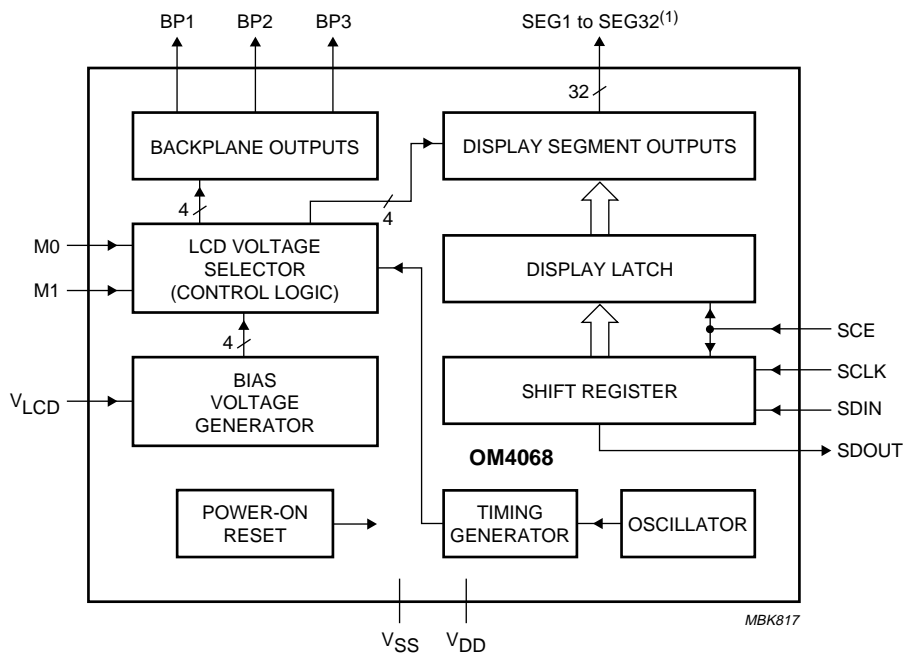 BP1 BP2 BP3 SEG1 to SEG32(1)
32
BACKPLANE OUTPUTS
DISPLAY SEGMENT OUTPUTS
4
4
M0
M1
LCD VOLTAGE
SELECTOR
(CONTROL LOGIC)
DISPLAY LATCH
SCE
4
VLCD
BIAS
VOLTAGE
GENERATOR
SHIFT REGISTER
SCLK
SDIN
SDOUT
OM4068
POWER-ON
RESET
TIMING
GENERATOR
OSCILLATOR
VSS VDD
MBK817